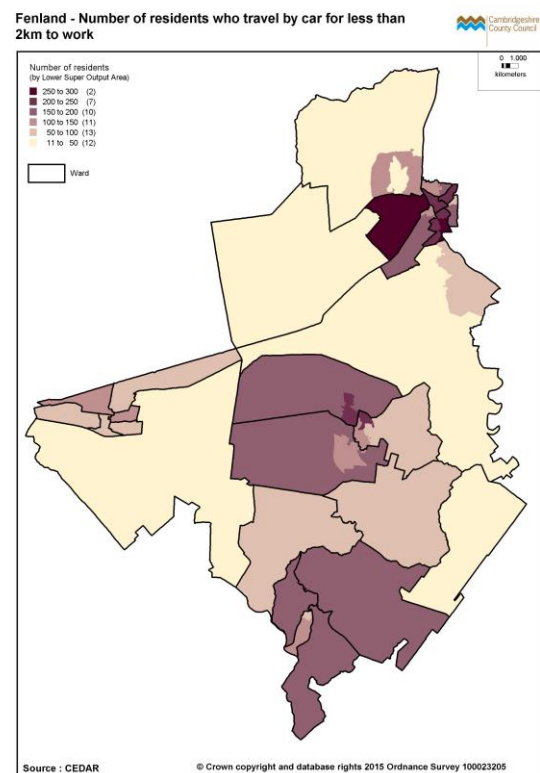 Fenland - Number of residents who travel by car for less than
2km to work
Cambridgeshire
County Council
0 1,000
kilometers
Number of residents
(by Lower Super Output Area)
250 to 300 (2)
200 to 250 (7)
150 to 200 (10)
100 to 150 (11)
50 to 100 (13)
11 to 50 (12)
Ward
Source : CEDAR
© Crown copyright and database rights 2015 Ordnance Survey 100023205